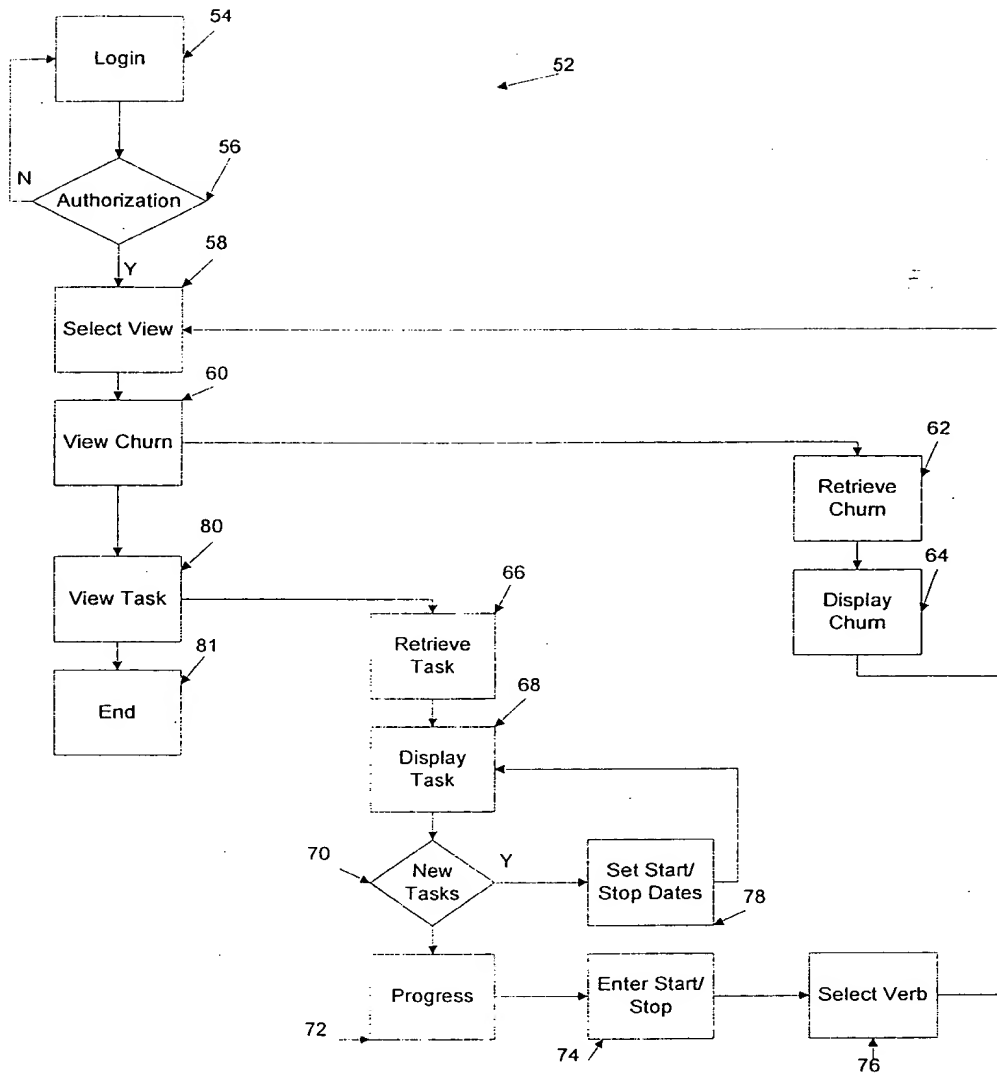 54
Login
52
56
N
Authorization
Y
58
Select View
60
View Churn
62
Retrieve
Churn
80
64
View Task
66
Display
Churn
Retrieve
Task
81
End
68
Display
Task
70
New
Tasks
Y
Set Start/
Stop Dates
78
Progress
Enter Start/
Stop
Select Verb
72
74
76